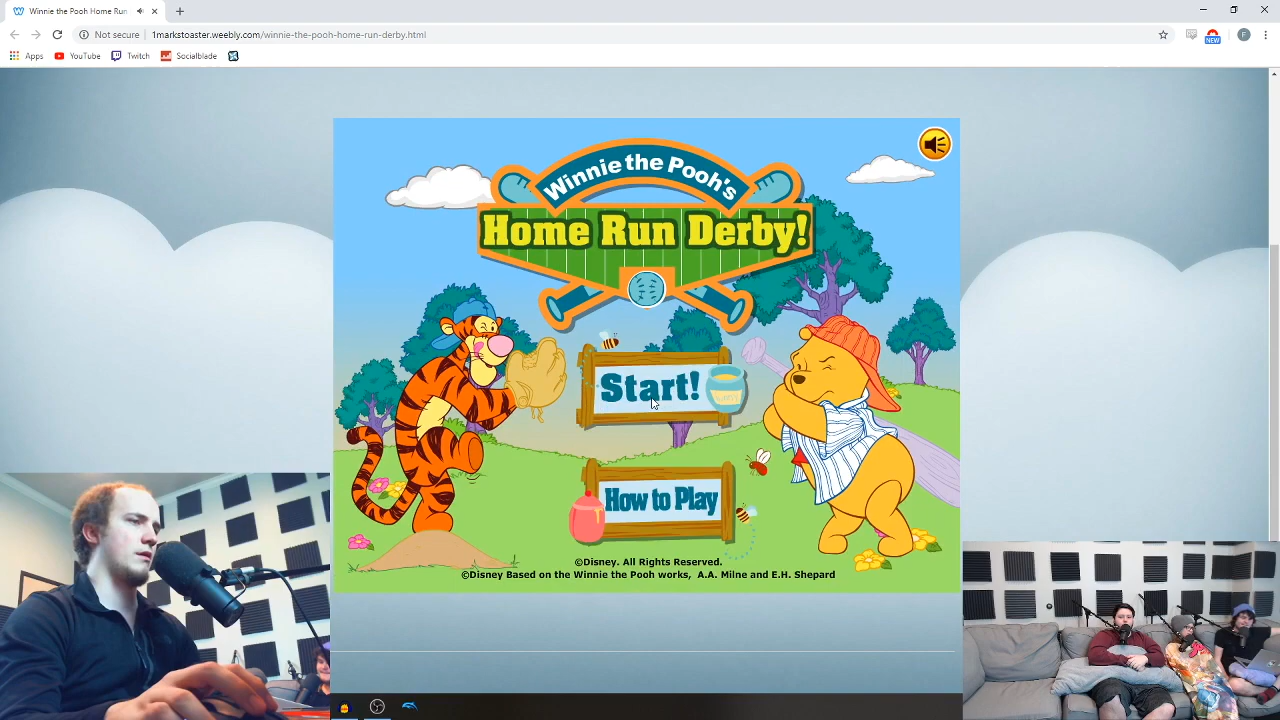 Winnie the Pooh Home Run
Not secure
1markstoaster.weebly.com/winnie-the-pooh-home-run-derby.html
NEW
F
Apps
YouTube
Twitch
Socialblade
Winnie the Pooh's
Home Run Derby!
Start!
How to Play
©Disney. All Rights Reserved.
©Disney Based on the Winnie the Pooh works, A.A. Milne and E.H. Shepard